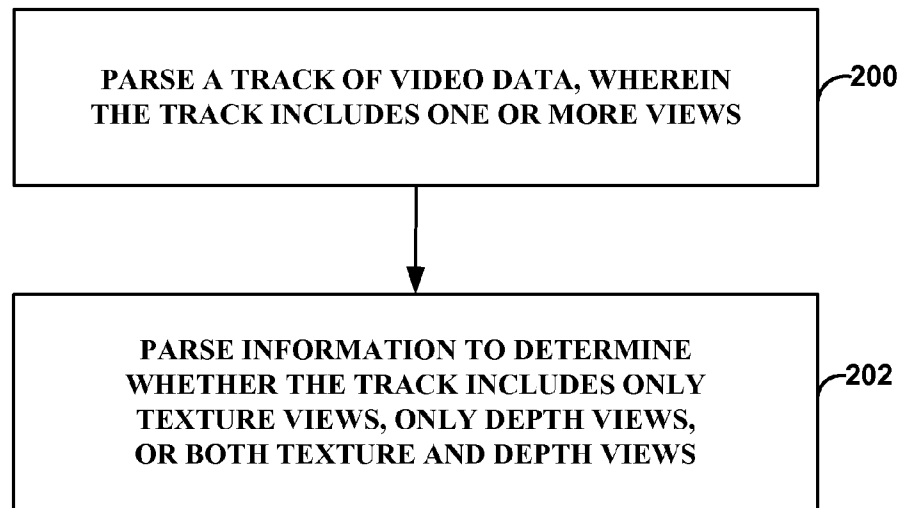 PARSE A TRACK OF VIDEO DATA, WHEREIN
THE TRACK INCLUDES ONE OR MORE VIEWS
200
PARSE INFORMATION TO DETERMINE
WHETHER THE TRACK INCLUDES ONLY
TEXTURE VIEWS, ONLY DEPTH VIEWS,
OR BOTH TEXTURE AND DEPTH VIEWS
202